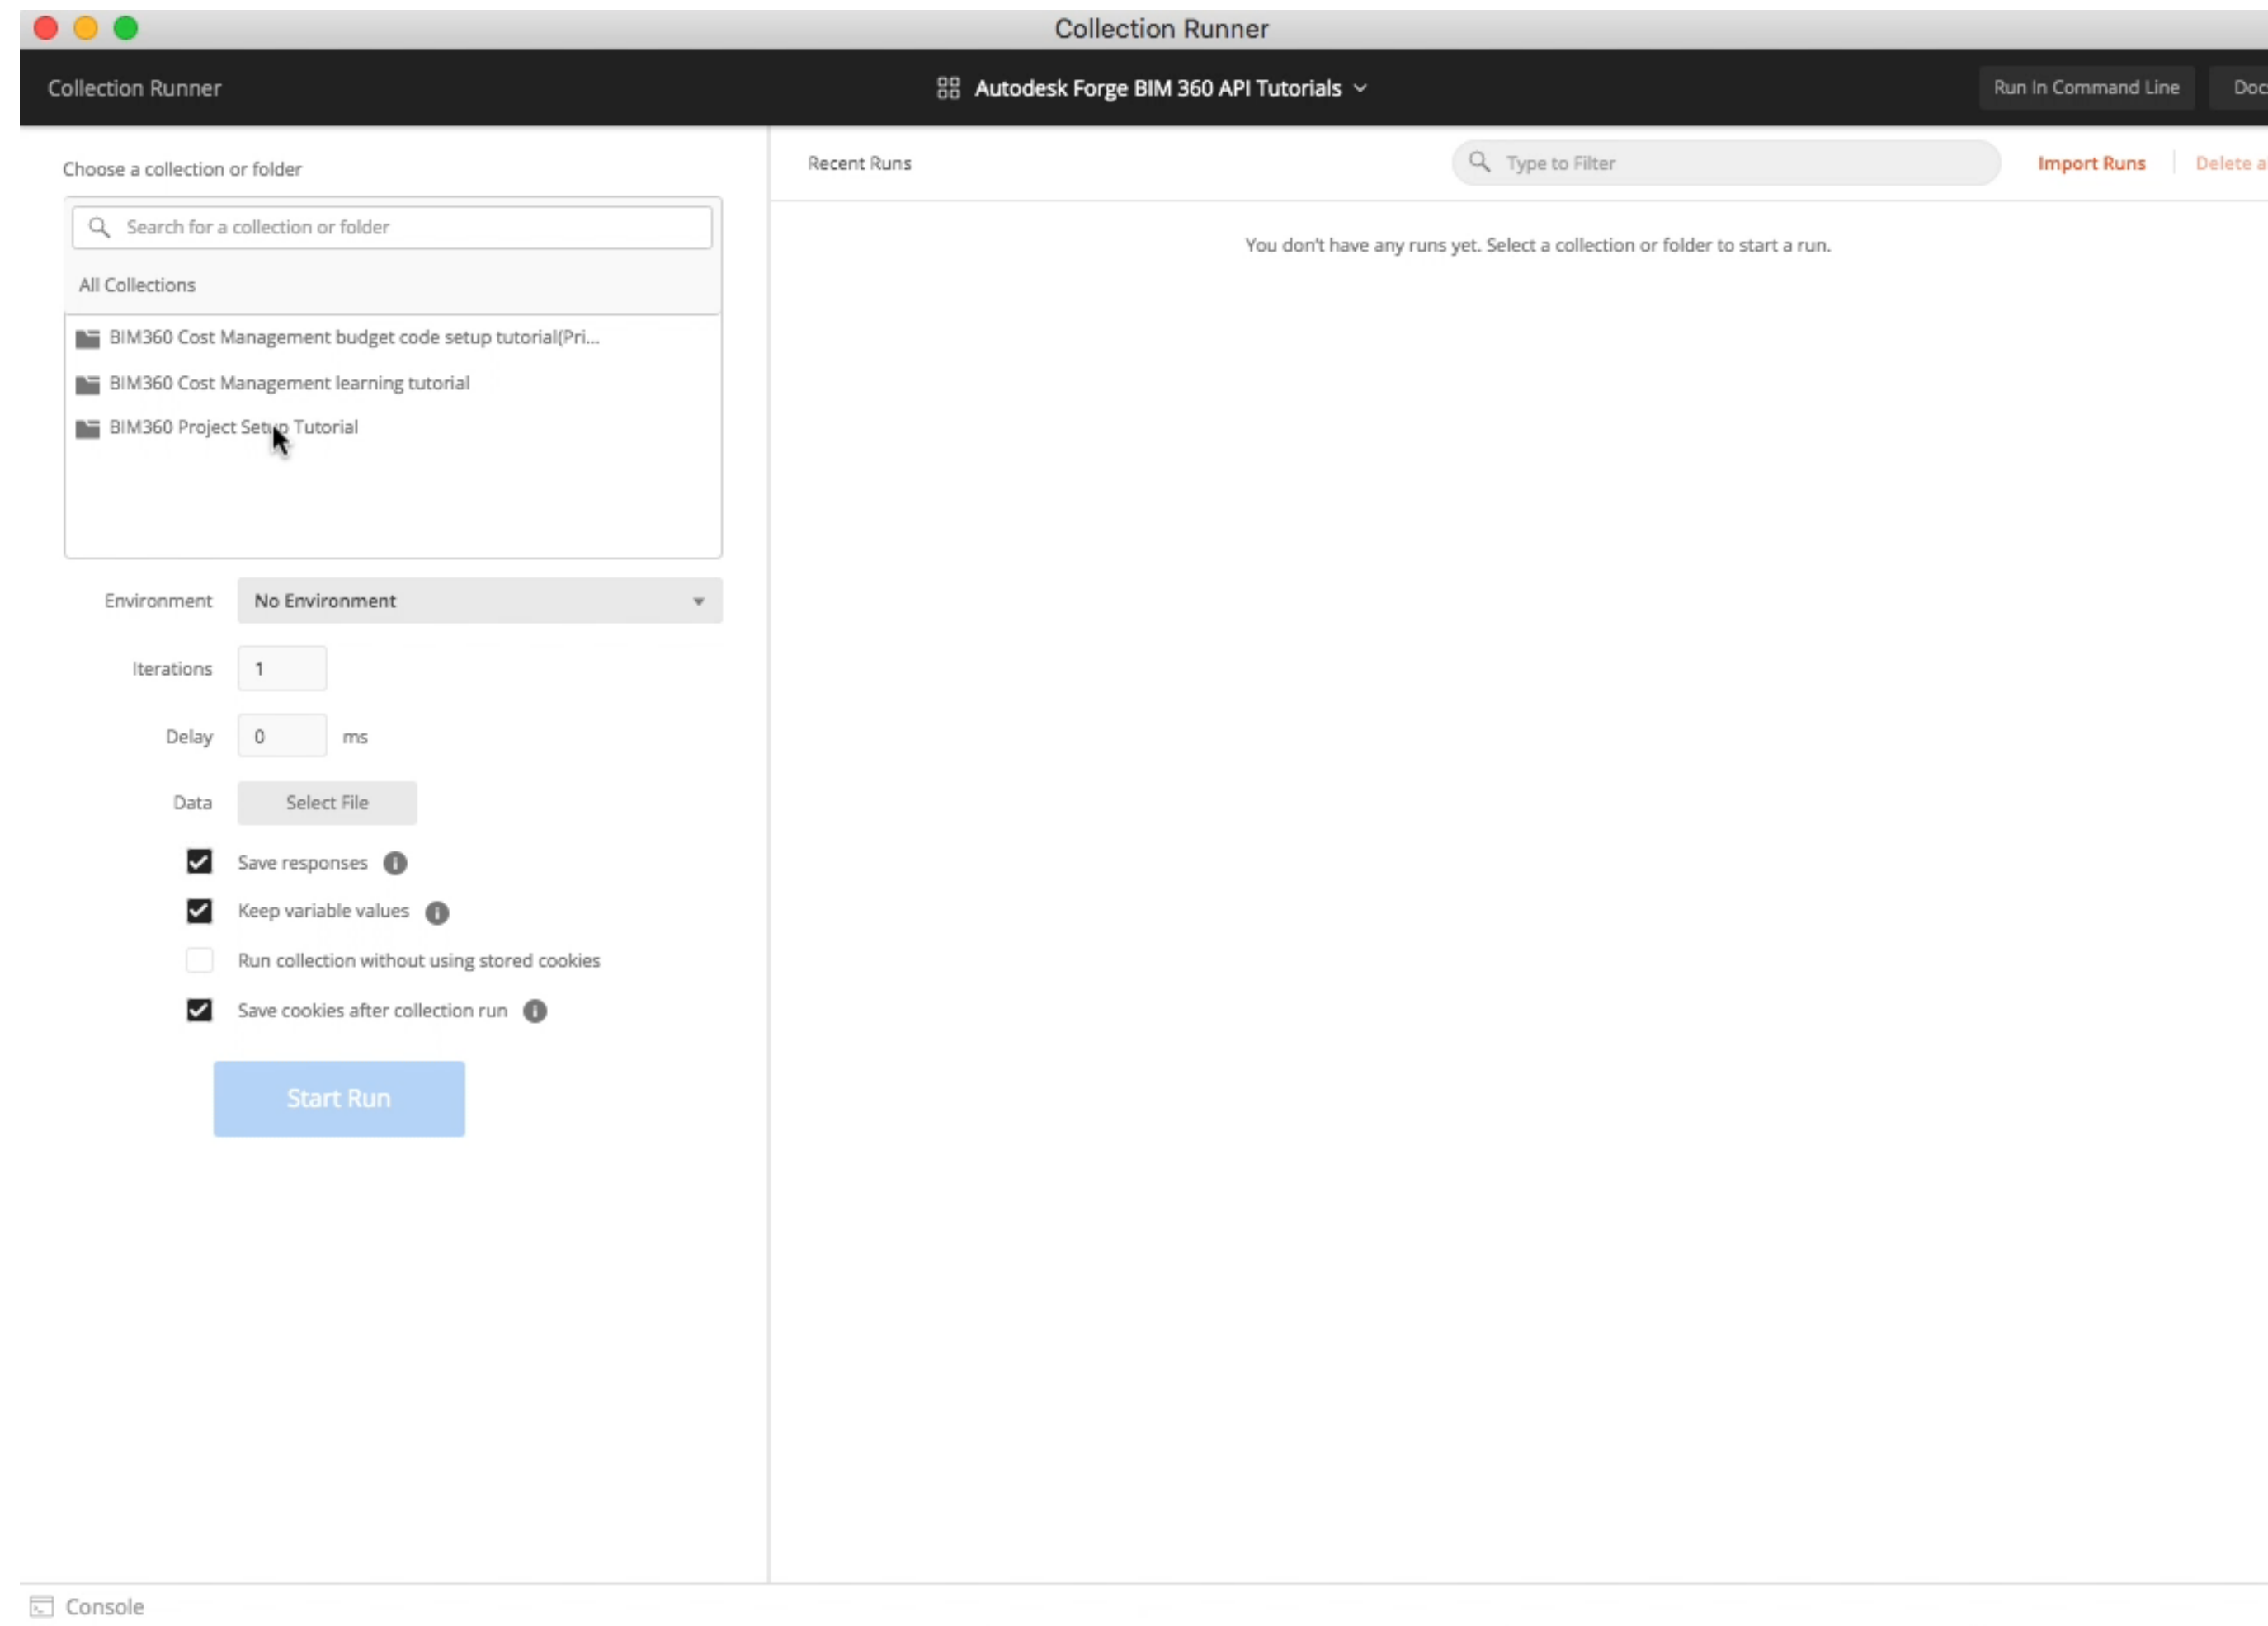 Collection Runner
Collection Runner
Autodesk Forge BIM 360 API Tutorials
Run In Command Line
Choose a collection or folder
Search for a collection or folder
All Collections
BIM360 Cost Management budget code setup tutorial(Pri...
BIM360 Cost Management learning tutorial
BIM360 Project Setup Tutorial
Environment No Environment
Iterations 1
Delay 0 ms
Data Select File
Save responses
Keep variable values
Run collection without using stored cookies
Save cookies after collection run
Start Run
Recent Runs
Type to Filter
Import Runs
Delete
You don't have any runs yet. Select a collection or folder to start a run.
Console